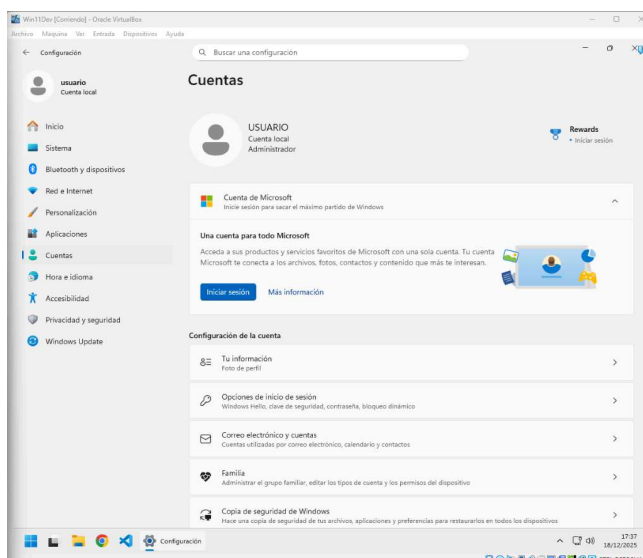 Win11Dev [Corriendo] - Oracle VirtualBox
Archivo Máquina Ver Entrada Dispositivos Ayuda
Configuración
Buscar una configuración
usuario
Cuenta local
Inicio
Sistema
Bluetooth y dispositivos
Red e Internet
Personalización
Aplicaciones
Cuentas
Hora e idioma
Accesibilidad
Privacidad y seguridad
Windows Update
Cuentas
USUARIO
Cuenta local
Administrador
Rewards
Iniciar sesión
Cuenta de Microsoft
Inicie sesión para sacar el máximo partido de Windows
Una cuenta para todo Microsoft
Acceda a sus productos y servicios favoritos de Microsoft con una sola cuenta. Tu cuenta
Microsoft te conecta a los archivos, fotos, contactos y contenido que más te interesan.
Iniciar sesión Más información
Configuración de la cuenta
Tu información
Foto de perfil
Opciones de inicio de sesión
Windows Hello, clave de seguridad, contraseña, bloqueo dinámico
Correo electrónico y cuentas
Cuentas utilizadas por correo electrónico, calendario y contactos
Familia
Administrar el grupo familiar, editar los tipos de cuenta y los permisos del dispositivo
Copia de seguridad de Windows
Hace una copia de seguridad de tus archivos, aplicaciones y preferencias para restaurarlos en todos los dispositivos
Configuración
17:37
18/12/2025